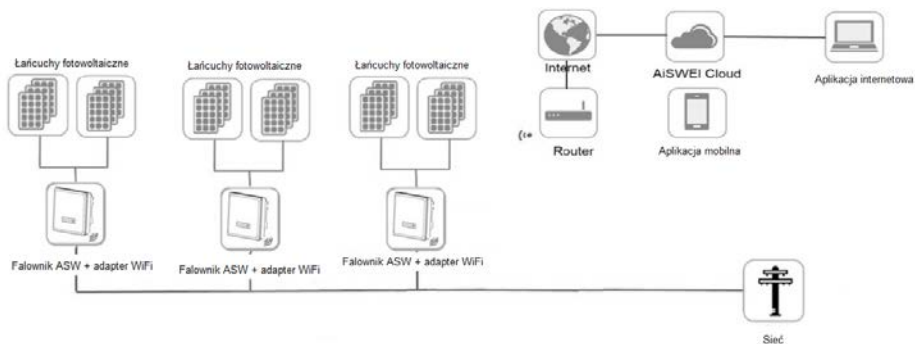 Łańcuchy fotowoltaiczne
Łańcuchy fotowoltaiczne
Łańcuchy fotowoltaiczne
Internet
AiSWEI Cloud
Aplikacja internetowa
Router
Aplikacja mobilna
Falownik ASW + adapter WiFi
Falownik ASW + adapter WiFi
Falownik ASW + adapter WiFi
Sieć